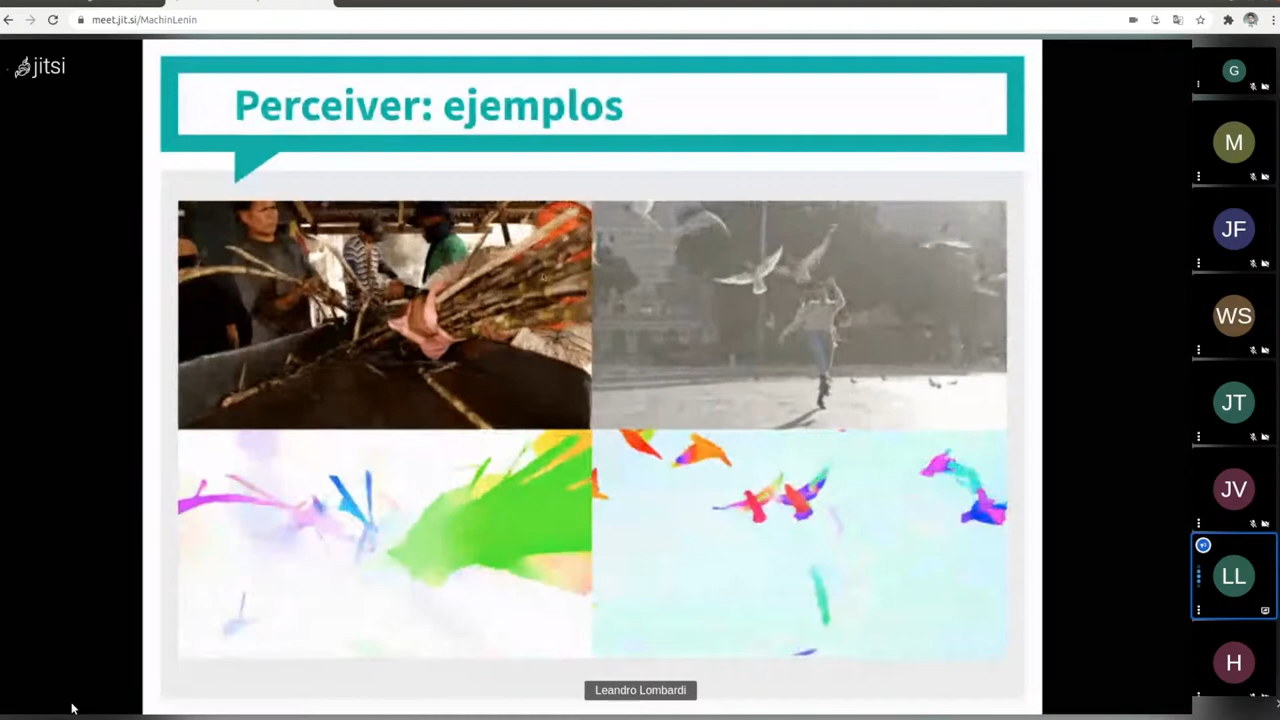 meet.jit.si/MachinLenin
jitsi
Perceiver: ejemplos
G
M
JF
WS
JT
JV
LL
H
Leandro Lombardi